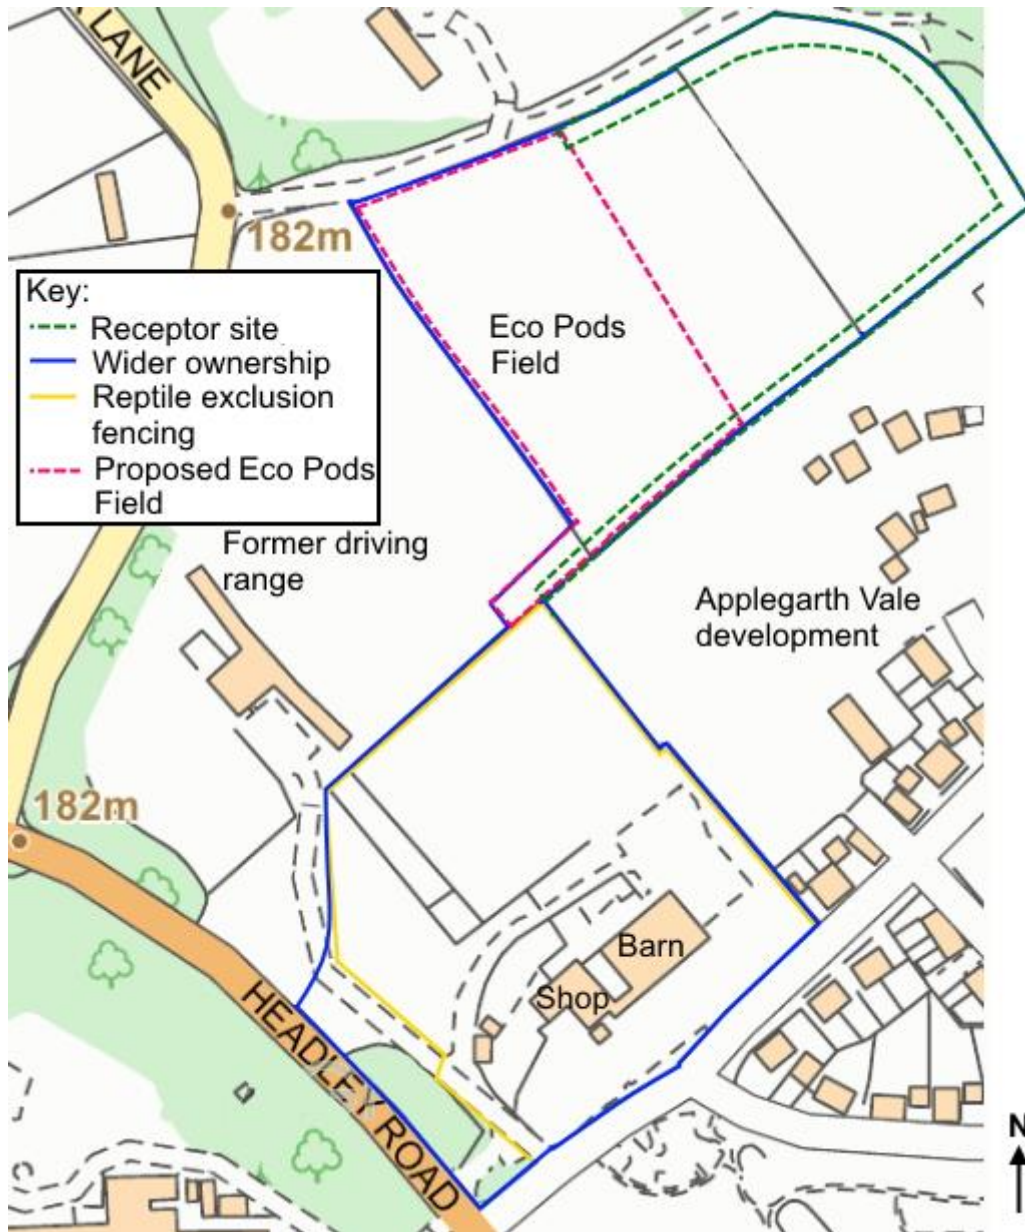 LANE
182m
Key:
Receptor site
Wider ownership
Reptile exclusion
fencing
Proposed Eco Pods
Field
Eco Pods
Field
Former driving
range
Applegarth Vale
development
182m
Barn
Shop
HEADLEY ROAD
N